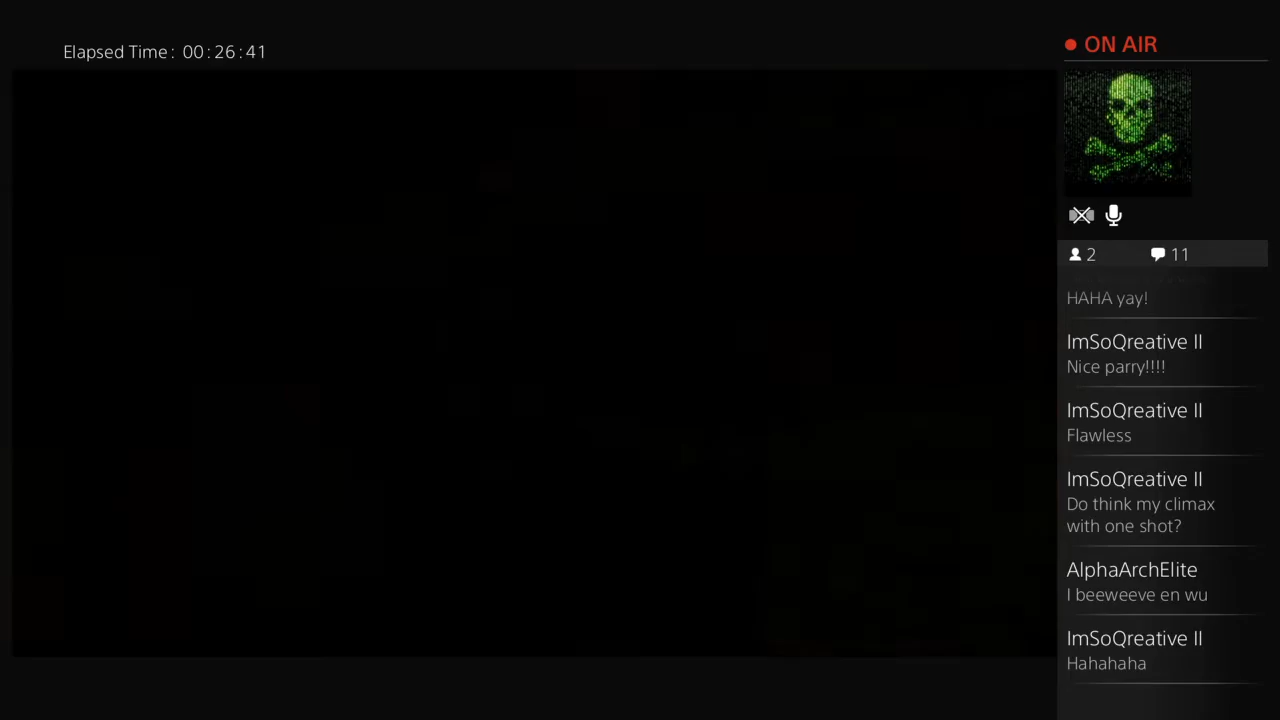 Elapsed Time: 00:26:41
ON AIR
2 11
HAHA yay!
ImSoQreative II
Nice parry!!!!
ImSoQreative II
Flawless
ImSoQreative II
Do think my climax
with one shot?
AlphaArchElite
I beeweeve en wu
ImSoQreative II
Hahahaha